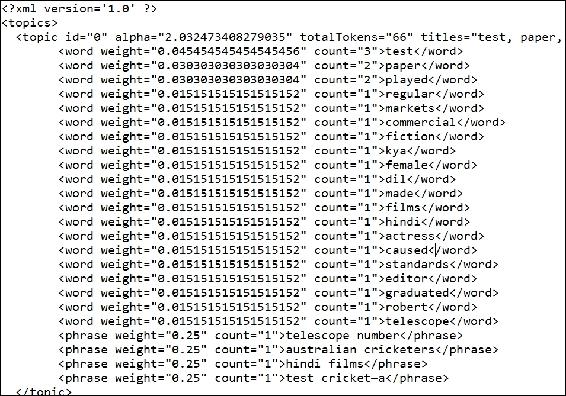 <?xml version='1.0' ?>
<topics>
<topic id="0" alpha="2.032473408279035" totalTokens="66" titles="test, paper,
<word weight="0.045454545454545456" count="3">test</word>
<word weight="0.030303030303030304" count="2">paper</word>
<word weight="0.030303030303030304" count="2">played</word>
<word weight="0.015151515151515152" count="1">regular</word>
<word weight="0.015151515151515152" count="1">markets</word>
<word weight="0.015151515151515152" count="1">commercial</word>
<word weight="0.015151515151515152" count="1">fiction</word>
<word weight="0.015151515151515152" count="1">kya</word>
<word weight="0.015151515151515152" count="1">female</word>
<word weight="0.015151515151515152" count="1">dil</word>
<word weight="0.015151515151515152" count="1">made</word>
<word weight="0.015151515151515152" count="1">films</word>
<word weight="0.015151515151515152" count="1">hindi</word>
<word weight="0.015151515151515152" count="1">actress</word>
<word weight="0.015151515151515152" count="1">caused</word>
<word weight="0.015151515151515152" count="1">standards</word>
<word weight="0.015151515151515152" count="1">editor</word>
<word weight="0.015151515151515152" count="1">graduated</word>
<word weight="0.015151515151515152" count="1">robert</word>
<word weight="0.015151515151515152" count="1">telescope</word>
<phrase weight="0.25" count="1">telescope number</phrase>
<phrase weight="0.25" count="1">australian cricketers</phrase>
<phrase weight="0.25" count="1">hindi films</phrase>
<phrase weight="0.25" count="1">test cricket-a</phrase>
</topic>